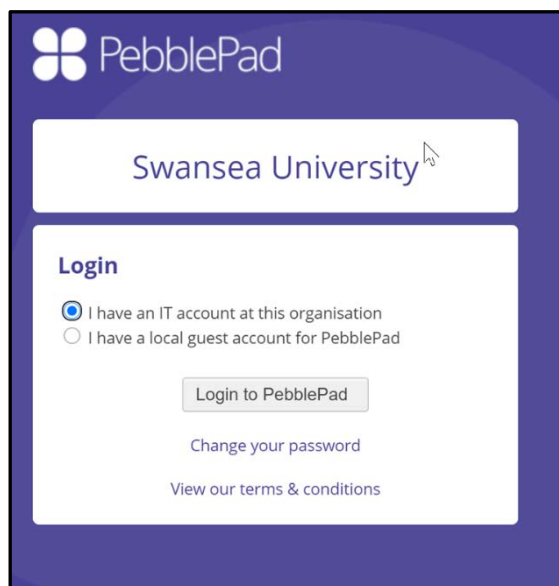 PebblePad
Swansea University
Login
I have an IT account at this organisation
I have a local guest account for PebblePad
Login to PebblePad
Change your password
View our terms & conditions